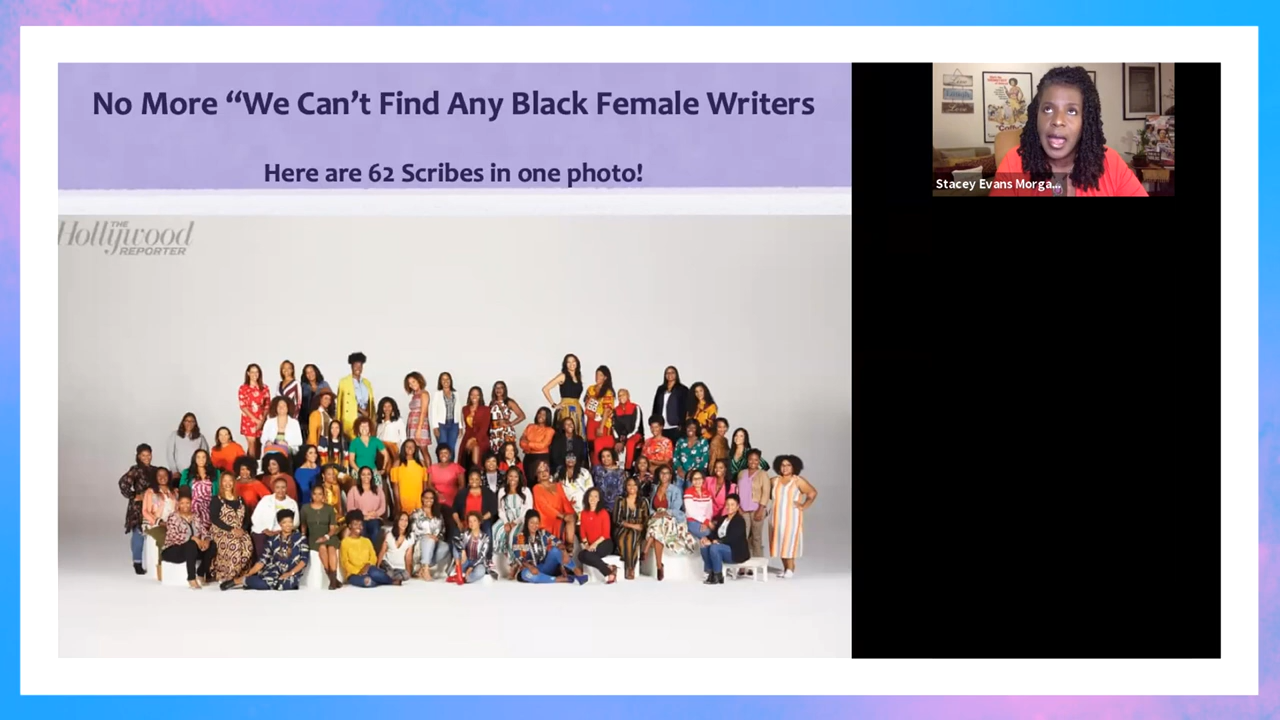 No More “We Can’t Find Any Black Female Writers
Here are 62 Scribes in one photo!
THE
Hollywood
REPORTER
Stacey Evans Morga...